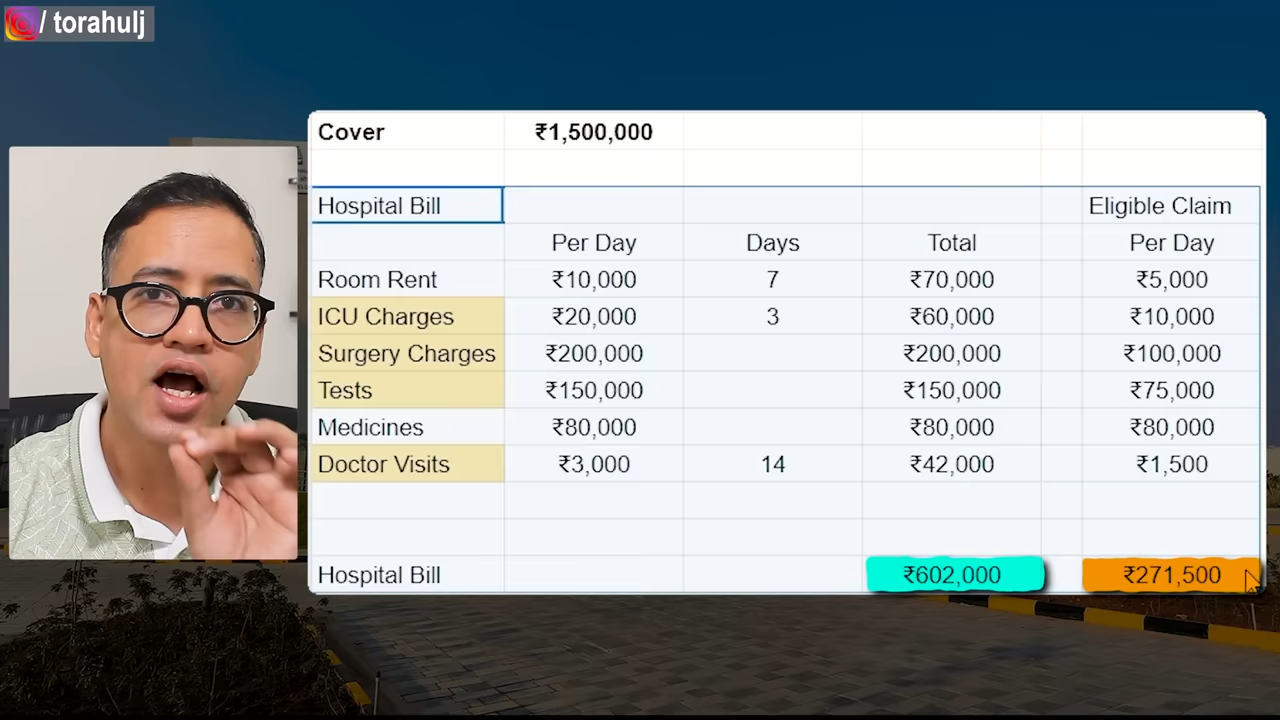 / torahulj
Cover ₹1,500,000
Hospital Bill Eligible Claim
Per Day Days Total Per Day
Room Rent ₹10,000 7 ₹70,000 ₹5,000
ICU Charges ₹20,000 3 ₹60,000 ₹10,000
Surgery Charges ₹200,000 ₹200,000 ₹100,000
Tests ₹150,000 ₹150,000 ₹75,000
Medicines ₹80,000 ₹80,000 ₹80,000
Doctor Visits ₹3,000 14 ₹42,000 ₹1,500
Hospital Bill ₹602,000 ₹271,500